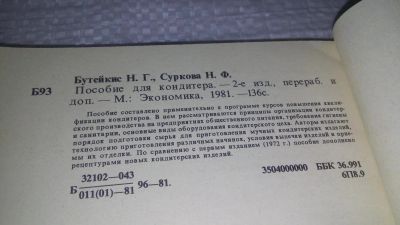 Бутейкис Н. Г., Суркова Н. Ф.
Б93 Пособие для кондитера. — 2-е изд., перераб. и
доп. — М.: Экономика, 1981. —136с.
Пособие составлено применительно к программе курсов повышения квали-
фикации кондитеров. В нем рассматриваются принципы организации кондитер-
ского производства на предприятиях общественного питания, требования гигиены
и санитарии, основные виды оборудования кондитерского цеха. Авторы излагают
порядок подготовки сырья для приготовления мучных кондитерских изделий,
технологию приготовления различных начинок, условия выпечки изделий и прие-
мы их отделки. По сравнению с первым изданием (1972 г.) пособие дополнено
рецептурами новых кондитерских изделий.
Б 32102—043
011(01)—81 96—81. 3504000000 ББК 36.991
6П8.9